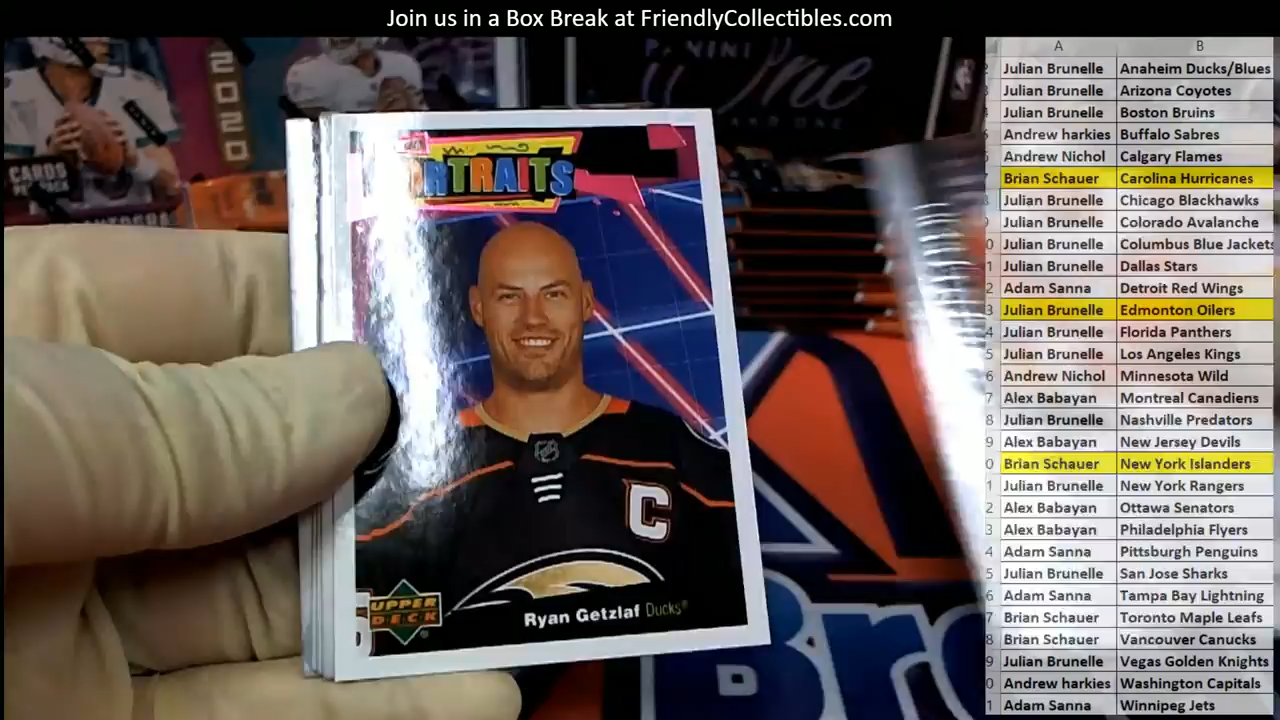 Join us in a Box Break at FriendlyCollectibles.com
2020
CARDS
PANINI
One
AND ONE
RTRAITS
C
UPPER
DECK
Ryan Getzlaf Ducks
Br
A B
Julian Brunelle Anaheim Ducks/Blues
Julian Brunelle Arizona Coyotes
Julian Brunelle Boston Bruins
Andrew harkies Buffalo Sabres
Andrew Nichol Calgary Flames
Brian Schauer Carolina Hurricanes
Julian Brunelle Chicago Blackhawks
Julian Brunelle Colorado Avalanche
Julian Brunelle Columbus Blue Jackets
Julian Brunelle Dallas Stars
Adam Sanna Detroit Red Wings
Julian Brunelle Edmonton Oilers
Julian Brunelle Florida Panthers
Julian Brunelle Los Angeles Kings
Andrew Nichol Minnesota Wild
Alex Babayan Montreal Canadiens
Julian Brunelle Nashville Predators
Alex Babayan New Jersey Devils
Brian Schauer New York Islanders
Julian Brunelle New York Rangers
Alex Babayan Ottawa Senators
Alex Babayan Philadelphia Flyers
Adam Sanna Pittsburgh Penguins
Julian Brunelle San Jose Sharks
Adam Sanna Tampa Bay Lightning
Brian Schauer Toronto Maple Leafs
Brian Schauer Vancouver Canucks
Julian Brunelle Vegas Golden Knights
Andrew harkies Washington Capitals
Adam Sanna Winnipeg Jets